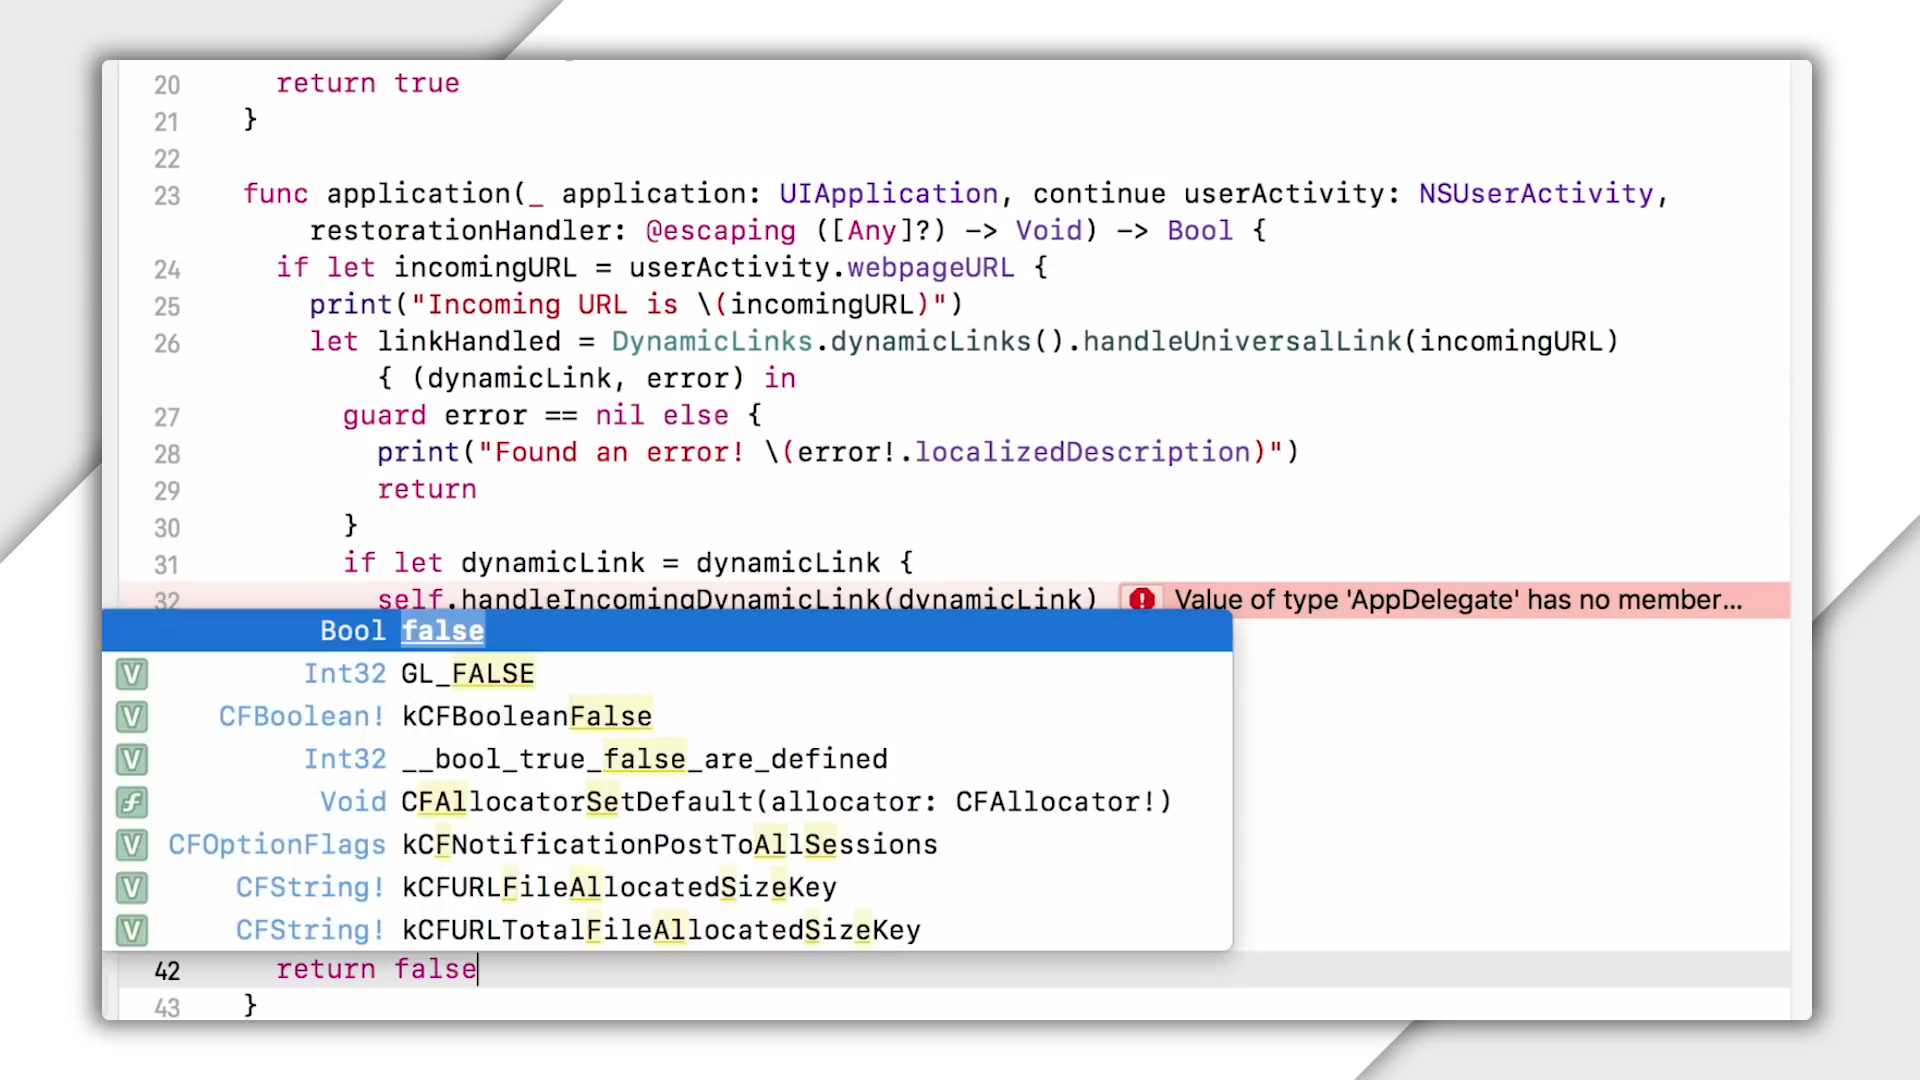 20 return true
21 }
22
23 func application(_ application: UIApplication, continue userActivity: NSUserActivity,
restorationHandler: @escaping ([Any]?) -> Void) -> Bool {
24 if let incomingURL = userActivity.webpageURL {
25 print("Incoming URL is \(incomingURL)")
26 let linkHandled = DynamicLinks.dynamicLinks().handleUniversalLink(incomingURL)
{ (dynamicLink, error) in
27 guard error == nil else {
28 print("Found an error! \(error!.localizedDescription)")
29 return
30 }
31 if let dynamicLink = dynamicLink {
32 self.handleIncomingDynamicLink(dynamicLink) Value of type 'AppDelegate' has no member...
Bool false
V Int32 GL_FALSE
V CFBoolean! kCFBooleanFalse
V Int32 __bool_true_false_are_defined
f Void CFAllocatorSetDefault(allocator: CFAllocator!)
V CFOptionFlags kCFNotificationPostToAllSessions
V CFString! kCFURLFileAllocatedSizeKey
V CFString! kCFURLTotalFileAllocatedSizeKey
42 return false
43 }